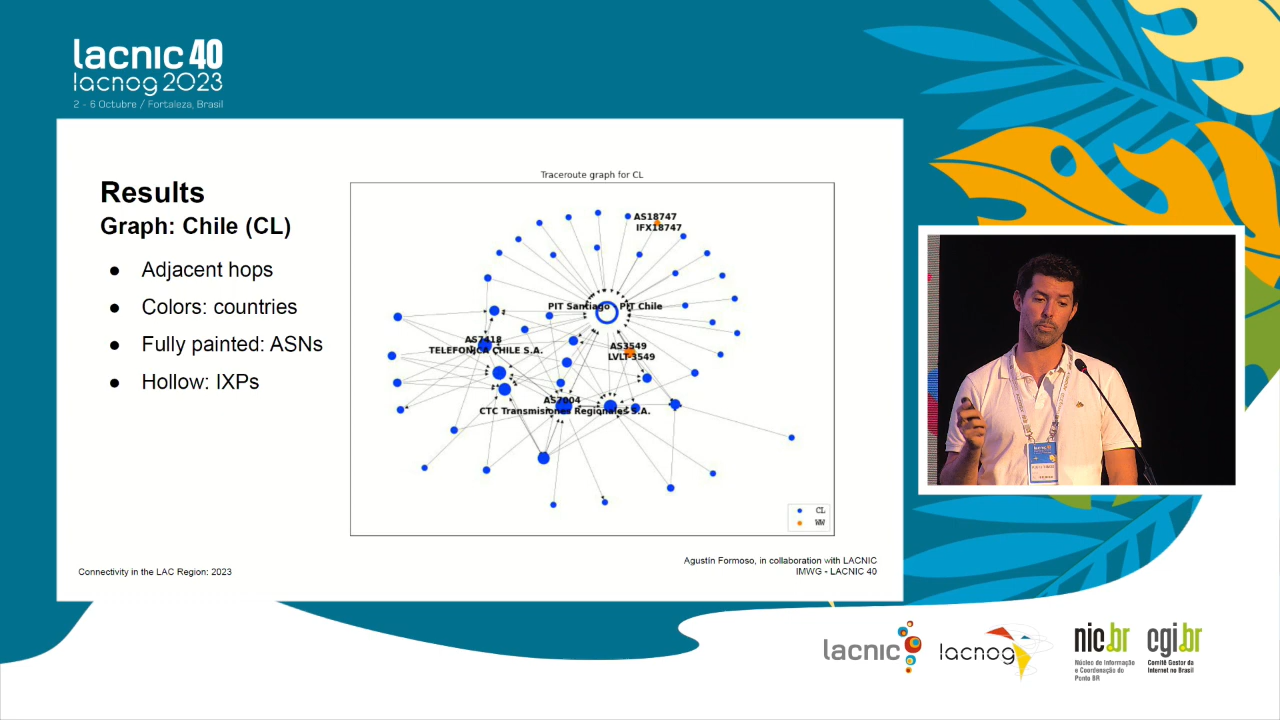 lacnic 40
lacnog 2023
2 - 6 Octubre / Fortaleza, Brasil
Results
Graph: Chile (CL)
● Adjacent hops
● Colors: countries
● Fully painted: ASNs
● Hollow: IXPs
Traceroute graph for CL
AS18747
IFX18747
PIT Santiago - PIT Chile
AS7418
TELEFONICA CHILE S.A.
AS3549
LVLT-3549
AS7004
CTC Transmisiones Regionales S.A.
CL
WW
Connectivity in the LAC Region: 2023
Agustín Formoso, in collaboration with LACNIC
IMWG - LACNIC 40
lacnic
lacnog
nic.br
Núcleo de Informação
e Coordenação do
Ponto BR
cgi.br
Comitê Gestor da
Internet no Brasil